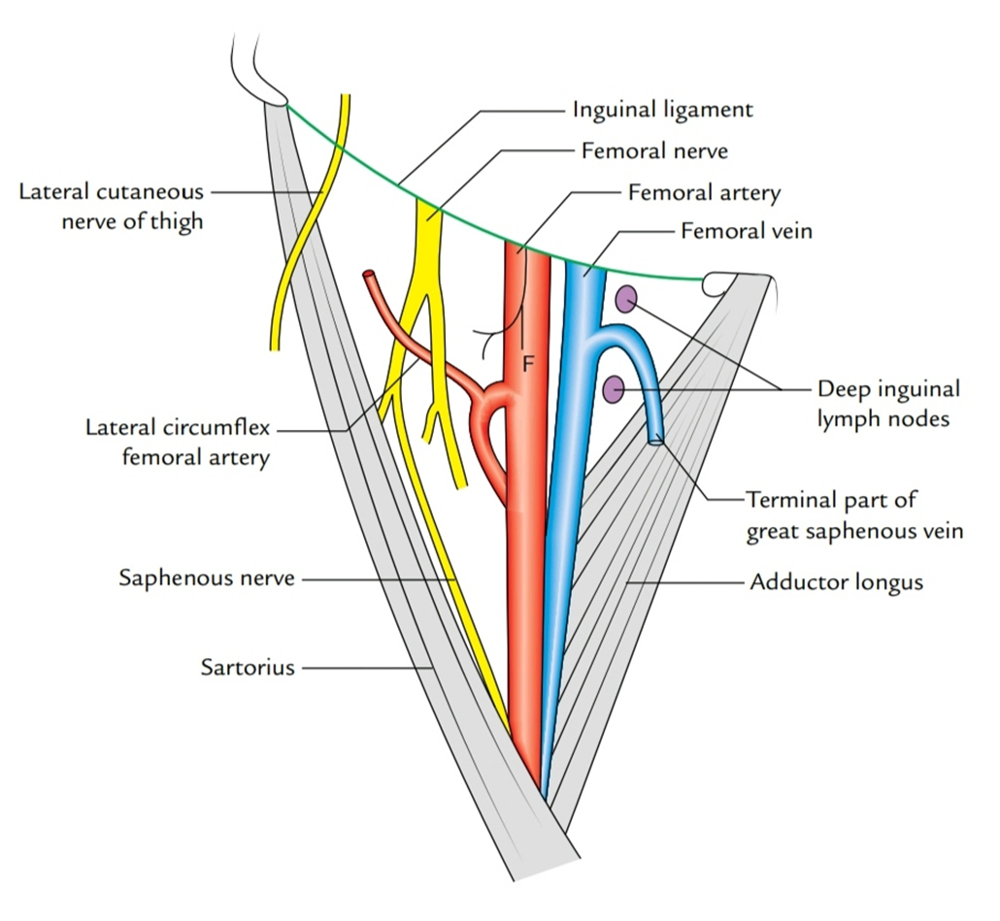 Inguinal ligament
Femoral nerve
Femoral artery
Femoral vein
Lateral cutaneous
nerve of thigh
F
Deep inguinal
lymph nodes
Lateral circumflex
femoral artery
Terminal part of
great saphenous vein
Saphenous nerve
Adductor longus
Sartorius